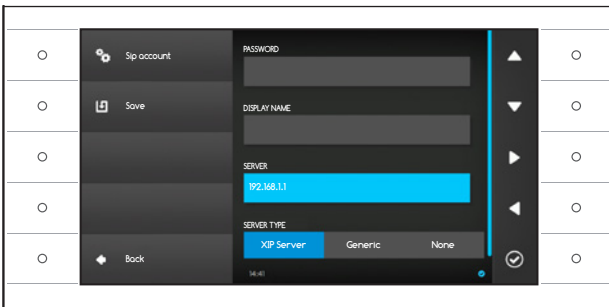 Sip account
Save
Back
PASSWORD
DISPLAY NAME
SERVER
192.168.1.1
SERVER TYPE
XIP Server Generic None
14:41